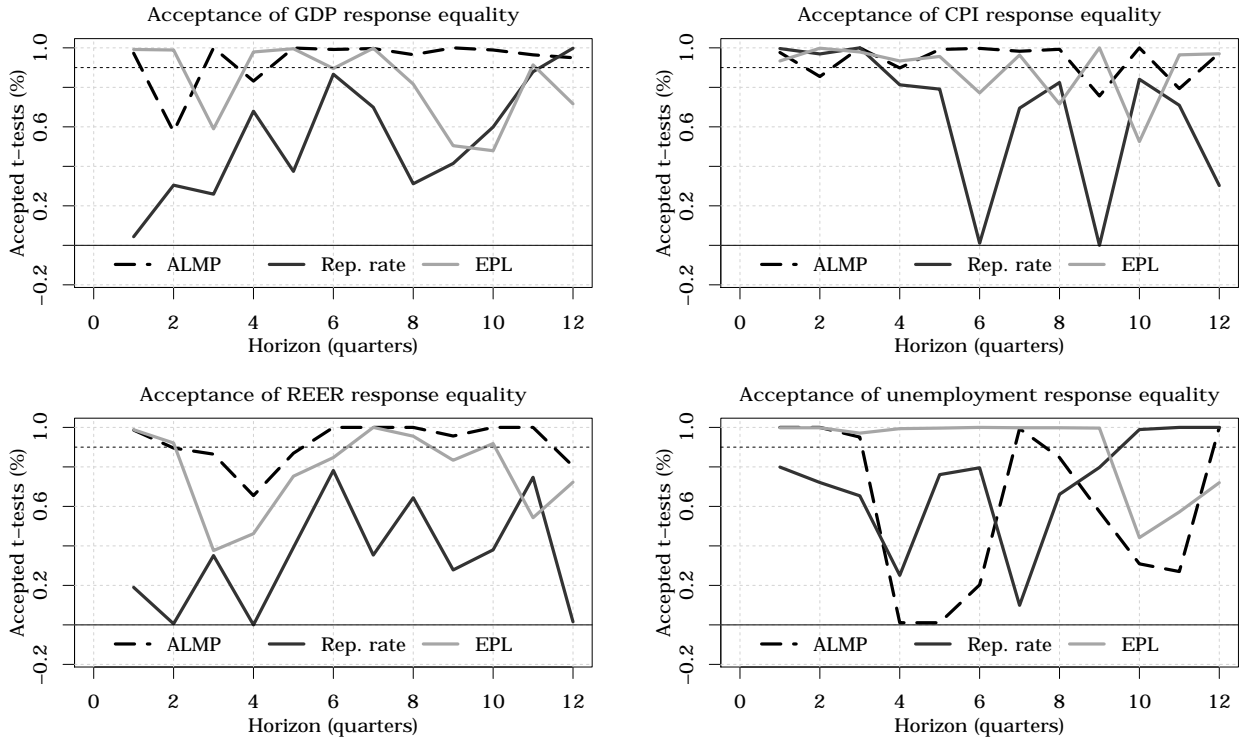 Acceptance of GDP response equality
Accepted t−tests (%)
1.0
0.6
0.2
−0.2
ALMP Rep. rate EPL
0 2 4 6 8 10 12
Horizon (quarters)
Acceptance of CPI response equality
Accepted t−tests (%)
1.0
0.6
0.2
−0.2
ALMP Rep. rate EPL
0 2 4 6 8 10 12
Horizon (quarters)
Acceptance of REER response equality
Accepted t−tests (%)
1.0
0.6
0.2
−0.2
ALMP Rep. rate EPL
0 2 4 6 8 10 12
Horizon (quarters)
Acceptance of unemployment response equality
Accepted t−tests (%)
1.0
0.6
0.2
−0.2
ALMP Rep. rate EPL
0 2 4 6 8 10 12
Horizon (quarters)